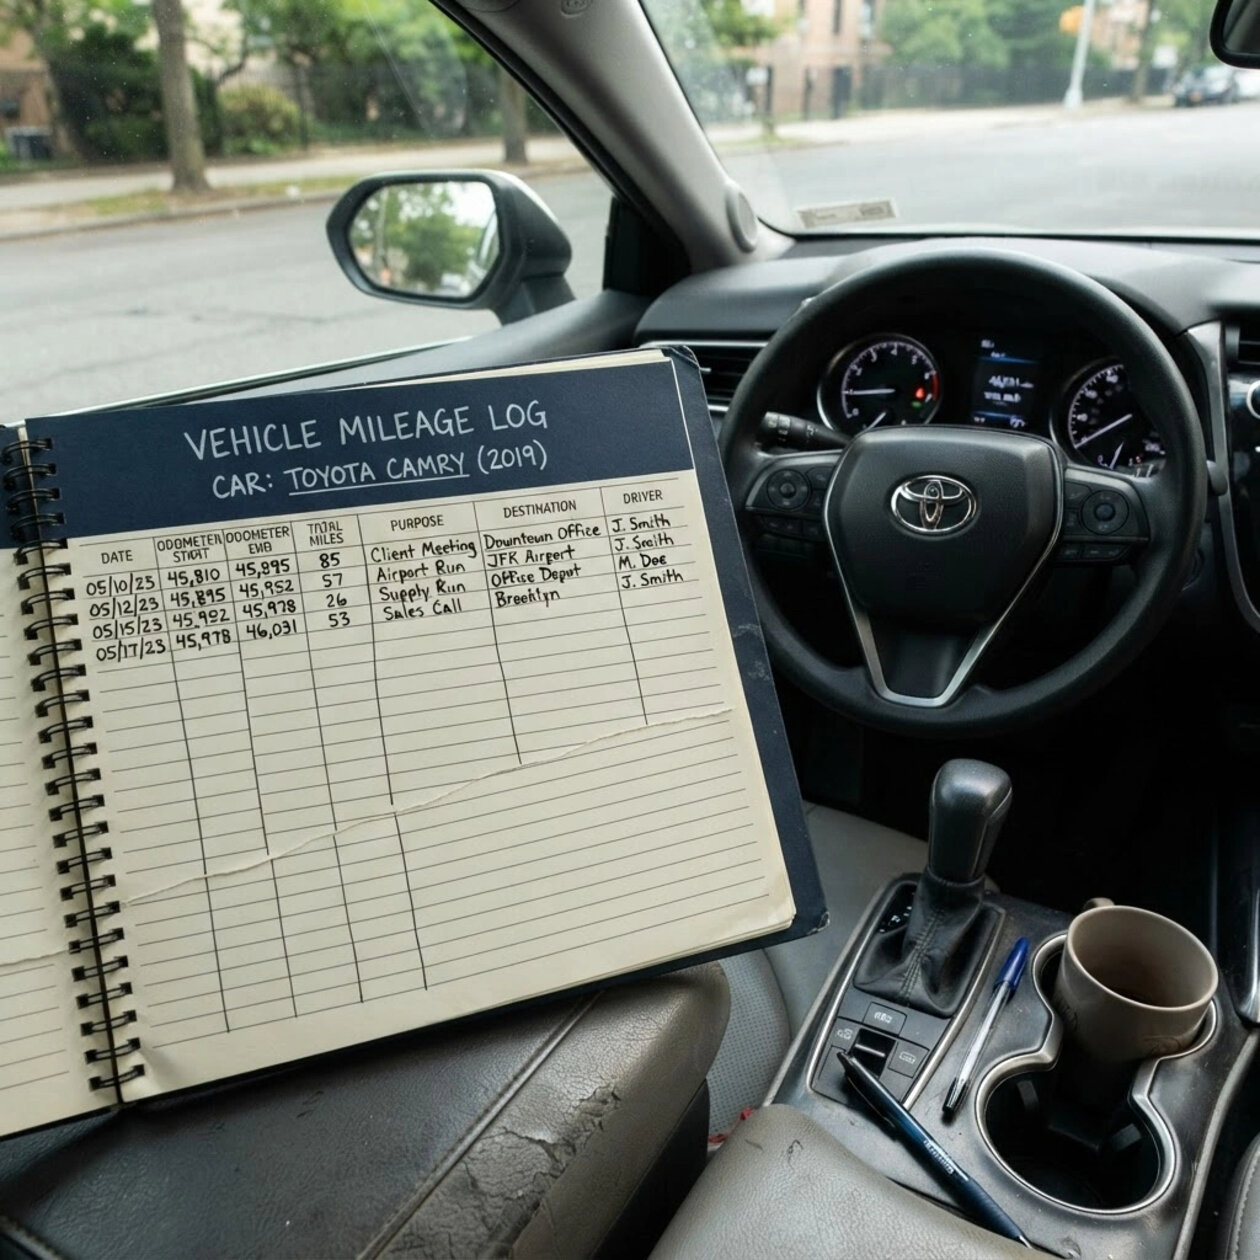 VEHICLE MILEAGE LOG
CAR: TOYOTA CAMRY (2019)
DATE ODOMETER ODOMETER TOTAL MILES PURPOSE DESTINATION DRIVER
05/10/23 45,810 45,895 85 Client Meeting Downtown Office J. Smith
05/12/23 45,895 45,952 57 Airport Run JFK Airport J. Smith
05/15/23 45,902 45,978 26 Supply Run Office Depot M. Doe
05/17/23 45,978 46,031 53 Sales Call Brooklyn J. Smith